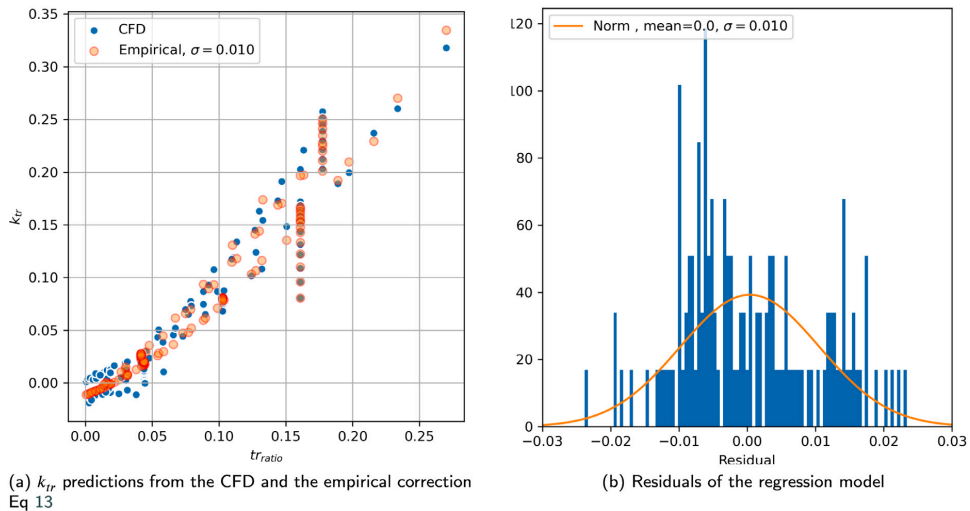 0.35
0.30
0.25
0.20
0.15
0.10
0.05
0.00
k_tr
CFD
Empirical, σ = 0.010
0.00 0.05 0.10 0.15 0.20 0.25
tr_ratio
(a) k_tr predictions from the CFD and the empirical correction
Eq 13
120
100
80
60
40
20
0
Norm , mean=0.0, σ = 0.010
−0.03 −0.02 −0.01 0.00 0.01 0.02 0.03
Residual
(b) Residuals of the regression model